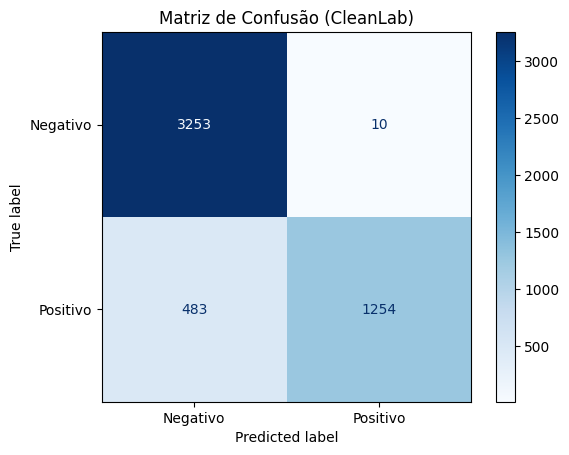 Matriz de Confusão (CleanLab)
True label
Negativo
3253
10
Positivo
483
1254
Negativo
Positivo
Predicted label
3000
2500
2000
1500
1000
500